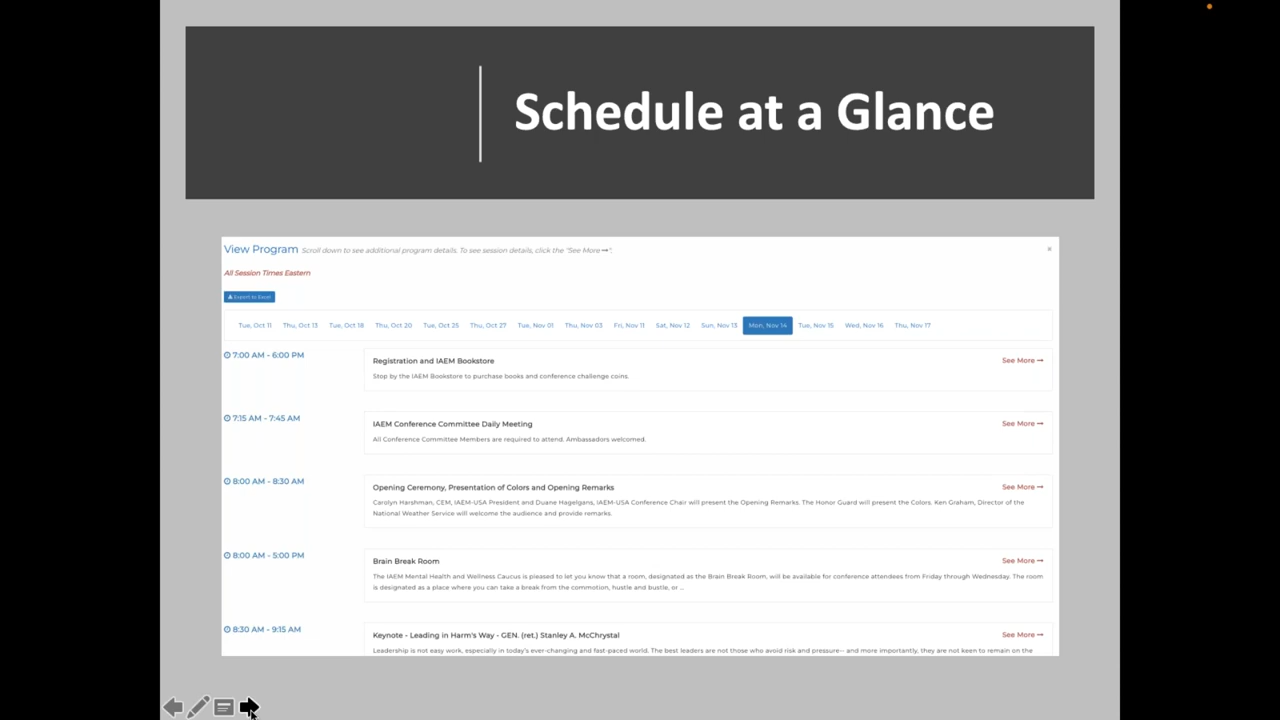 Schedule at a Glance
View Program Scroll down to see additional program details. To see session details, click the "See More ➞".
×
All Session Times Eastern
Export to Excel
Tue, Oct 11 Thu, Oct 13 Tue, Oct 18 Thu, Oct 20 Tue, Oct 25 Thu, Oct 27 Tue, Nov 01 Thu, Nov 03 Fri, Nov 11 Sat, Nov 12 Sun, Nov 13 Mon, Nov 14 Tue, Nov 15 Wed, Nov 16 Thu, Nov 17
7:00 AM - 6:00 PM
Registration and IAEM Bookstore
See More ➞
Stop by the IAEM Bookstore to purchase books and conference challenge coins.
7:15 AM - 7:45 AM
IAEM Conference Committee Daily Meeting
See More ➞
All Conference Committee Members are required to attend. Ambassadors welcomed.
8:00 AM - 8:30 AM
Opening Ceremony, Presentation of Colors and Opening Remarks
See More ➞
Carolyn Harshman, CEM, IAEM-USA President and Duane Hagelgans, IAEM-USA Conference Chair will present the Opening Remarks. The Honor Guard will present the Colors. Ken Graham, Director of the
National Weather Service will welcome the audience and provide remarks.
8:00 AM - 5:00 PM
Brain Break Room
See More ➞
The IAEM Mental Health and Wellness Caucus is pleased to let you know that a room, designated as the Brain Break Room, will be available for conference attendees from Friday through Wednesday. The room
is designated as a place where you can take a break from the commotion, hustle and bustle, or ...
8:30 AM - 9:15 AM
Keynote - Leading in Harm's Way - GEN. (ret.) Stanley A. McChrystal
See More ➞
Leadership is not easy work, especially in today's ever-changing and fast-paced world. The best leaders are not those who avoid risk and pressure-- and more importantly, they are not keen to remain on the